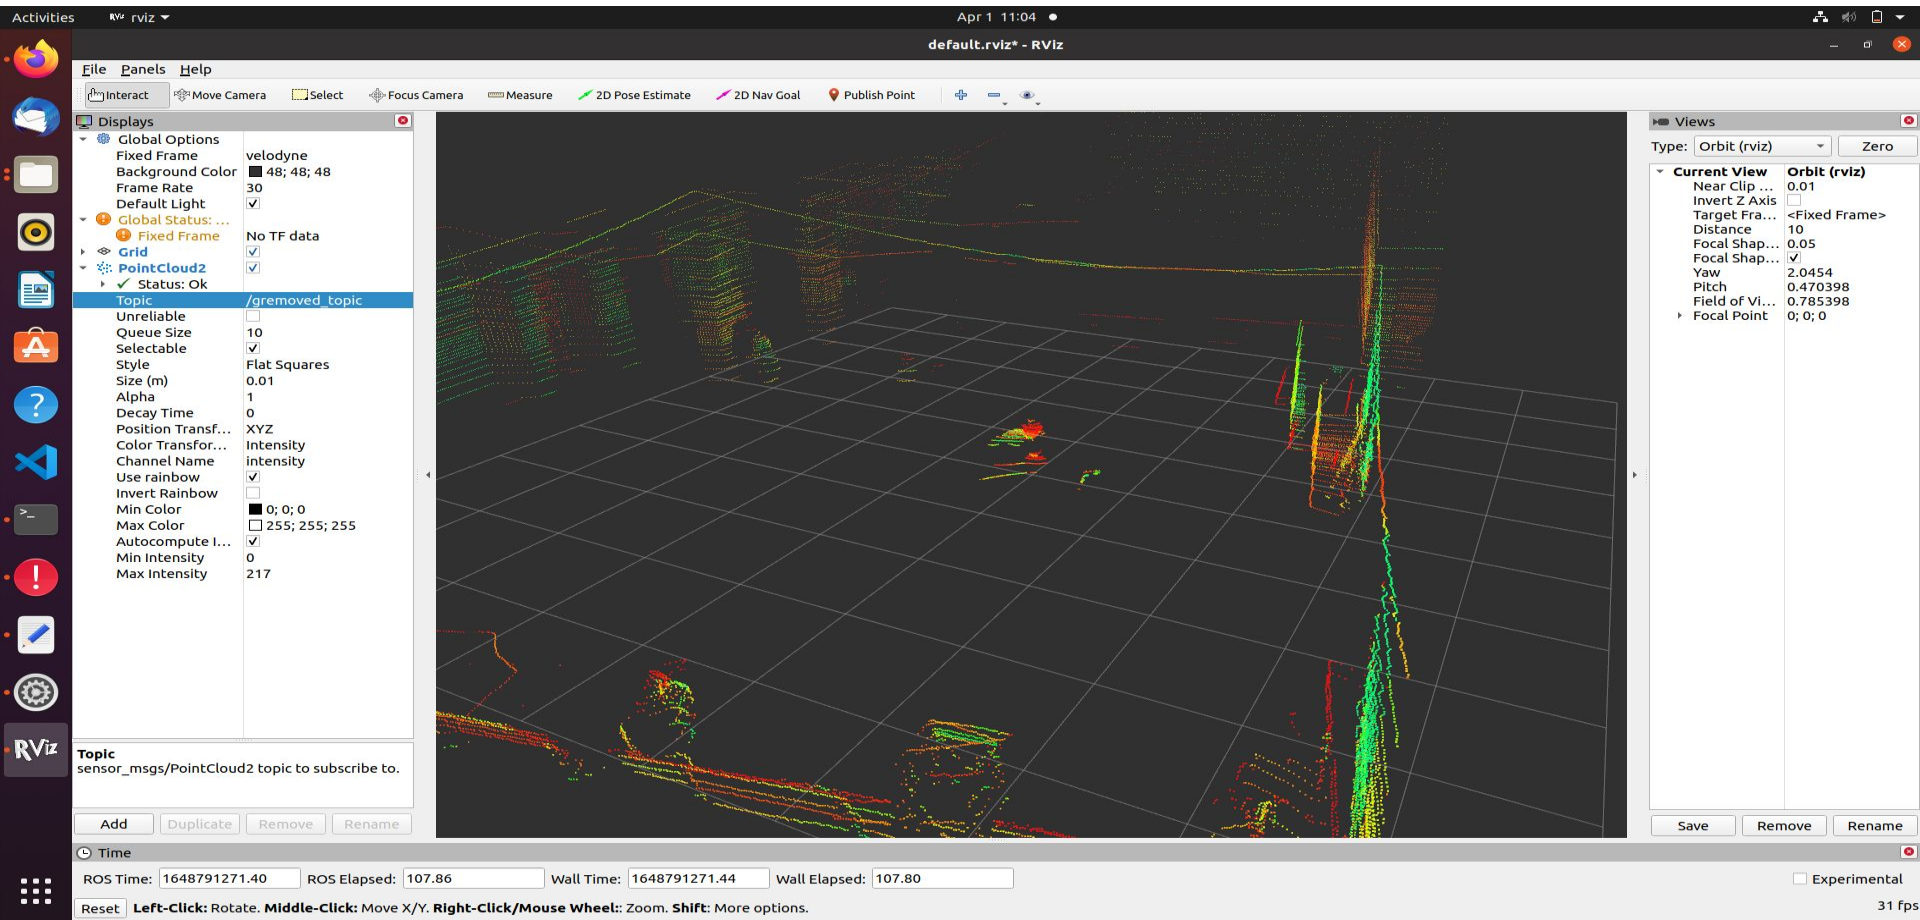 Activities RViz rviz Apr 1 11:04
default.rviz* - RViz
File Panels Help
Interact Move Camera Select Focus Camera Measure 2D Pose Estimate 2D Nav Goal Publish Point
Displays
Global Options
Fixed Frame velodyne
Background Color 48; 48; 48
Frame Rate 30
Default Light
Global Status: ...
Fixed Frame No TF data
Grid
PointCloud2
Status: Ok
Topic /gremoved_topic
Unreliable
Queue Size 10
Selectable
Style Flat Squares
Size (m) 0.01
Alpha 1
Decay Time 0
Position Transf... XYZ
Color Transfor... Intensity
Channel Name intensity
Use rainbow
Invert Rainbow
Min Color 0; 0; 0
Max Color 255; 255; 255
Autocompute I...
Min Intensity 0
Max Intensity 217
Topic
sensor_msgs/PointCloud2 topic to subscribe to.
Add Duplicate Remove Rename
Views
Type: Orbit (rviz) Zero
Current View Orbit (rviz)
Near Clip ... 0.01
Invert Z Axis
Target Fra... <Fixed Frame>
Distance 10
Focal Shap... 0.05
Focal Shap...
Yaw 2.0454
Pitch 0.470398
Field of Vi... 0.785398
Focal Point 0; 0; 0
Save Remove Rename
RViz
Time
ROS Time: 1648791271.40 ROS Elapsed: 107.86 Wall Time: 1648791271.44 Wall Elapsed: 107.80 Experimental
Reset Left-Click: Rotate. Middle-Click: Move X/Y. Right-Click/Mouse Wheel:: Zoom. Shift: More options. 31 fps